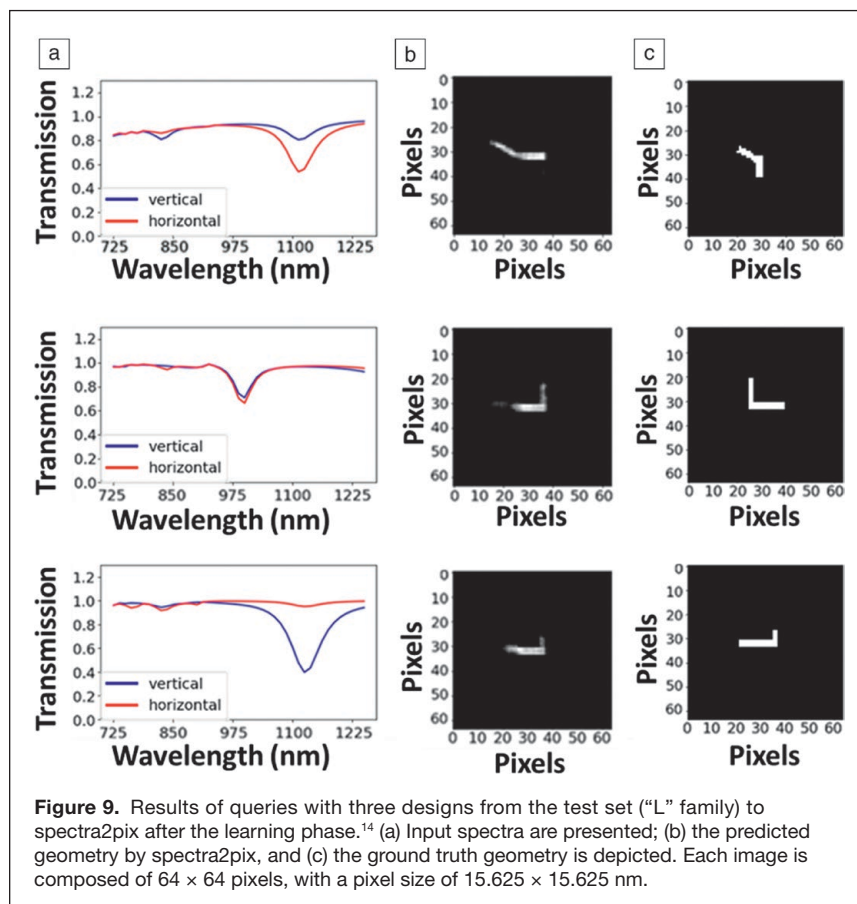 a
b
c
Transmission
1.2
1.0
0.8
0.6
0.4
0.2
0.0
vertical
horizontal
725 850 975 1100 1225
Wavelength (nm)
Pixels
0
10
20
30
40
50
60
0 10 20 30 40 50 60
Pixels
Pixels
0
10
20
30
40
50
60
0 10 20 30 40 50 60
Pixels
Transmission
1.2
1.0
0.8
0.6
0.4
0.2
0.0
vertical
horizontal
725 850 975 1100 1225
Wavelength (nm)
Pixels
0
10
20
30
40
50
60
0 10 20 30 40 50 60
Pixels
Pixels
0
10
20
30
40
50
60
0 10 20 30 40 50 60
Pixels
Transmission
1.2
1.0
0.8
0.6
0.4
0.2
0.0
vertical
horizontal
725 850 975 1100 1225
Wavelength (nm)
Pixels
0
10
20
30
40
50
60
0 10 20 30 40 50 60
Pixels
Pixels
0
10
20
30
40
50
60
0 10 20 30 40 50 60
Pixels
Figure 9. Results of queries with three designs from the test set (“L” family) to
spectra2pix after the learning phase.¹⁴ (a) Input spectra are presented; (b) the predicted
geometry by spectra2pix, and (c) the ground truth geometry is depicted. Each image is
composed of 64 × 64 pixels, with a pixel size of 15.625 × 15.625 nm.